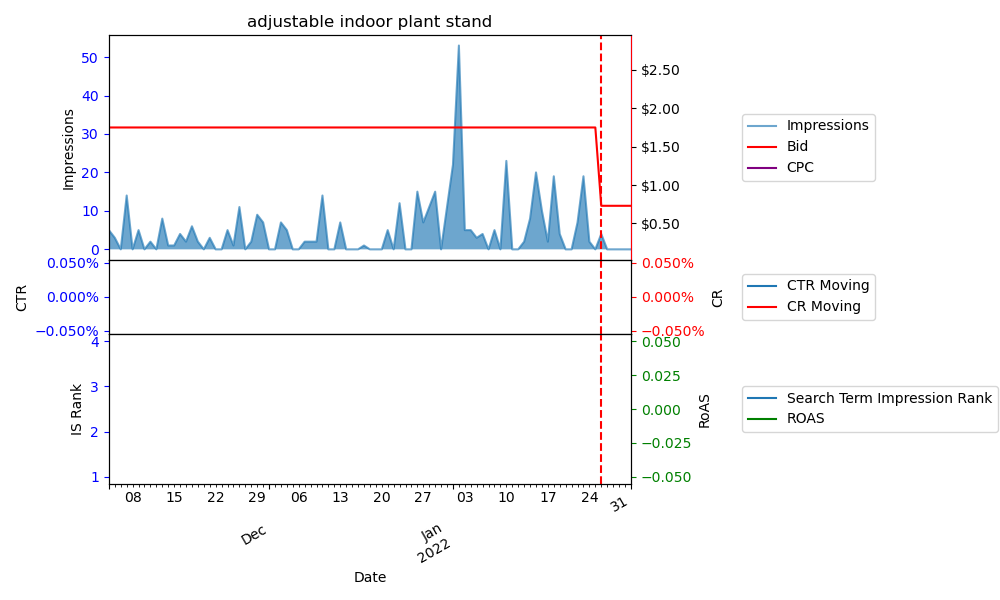 adjustable indoor plant stand
Impressions
50
40
30
20
10
0
$2.50
$2.00
$1.50
$1.00
$0.50
Impressions
Bid
CPC
CTR
0.050%
0.000%
−0.050%
0.050%
0.000%
−0.050%
CR
CTR Moving
CR Moving
IS Rank
4
3
2
1
0.050
0.025
0.000
−0.025
−0.050
RoAS
Search Term Impression Rank
ROAS
08 15 22 29 06 13 20 27 03 10 17 24 31
Dec Jan
2022
Date